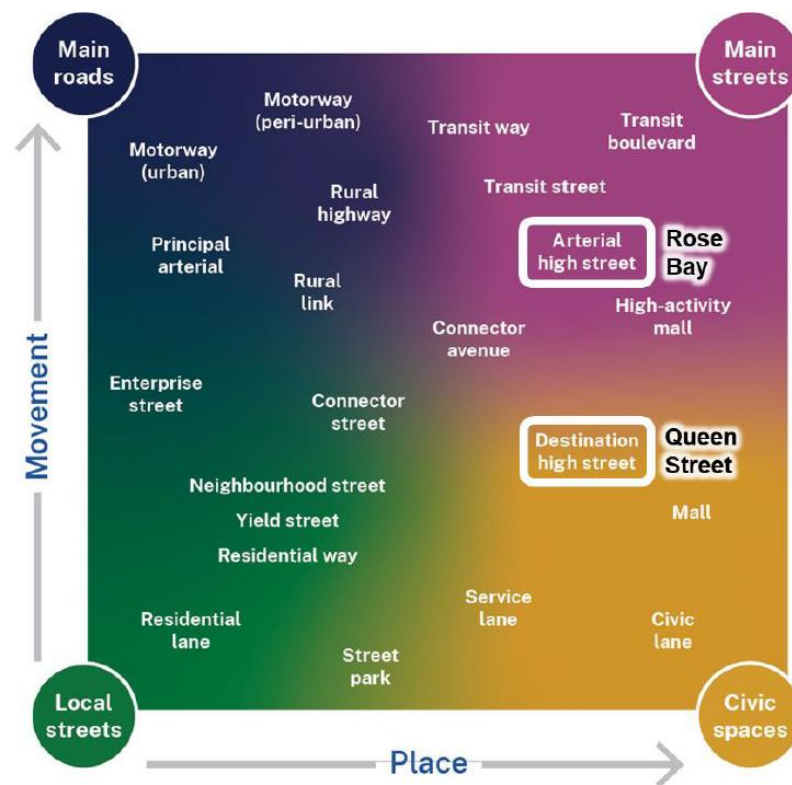 Main
roads
Main
streets
Motorway
(peri-urban)
Transit way
Transit
boulevard
Motorway
(urban)
Rural
highway
Transit street
Principal
arterial
Arterial
high street
Rose
Bay
Rural
link
High-activity
mall
Connector
avenue
Enterprise
street
Connector
street
Destination
high street
Queen
Street
Neighbourhood street
Yield street
Residential way
Mall
Residential
lane
Service
lane
Civic
lane
Street
park
Local
streets
Civic
spaces
Movement
Place